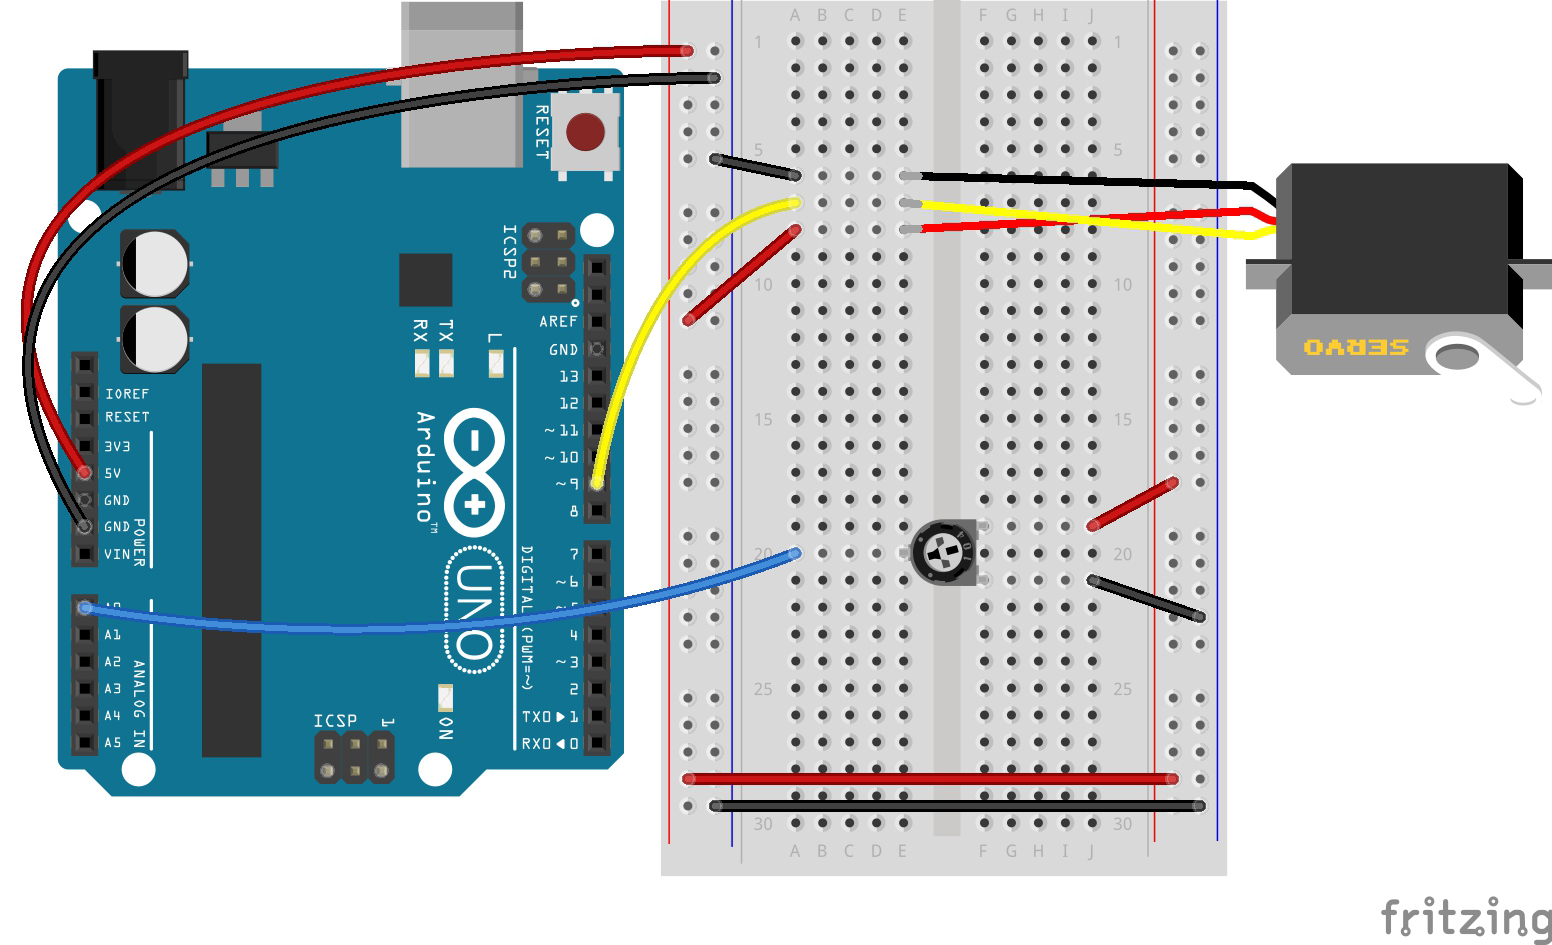 A B C D E F G H I J
1 1
5 5
10 10
15 15
20 20
25 25
30 30
A B C D E F G H I J
RESET
ICSP2
RX
TX
L
AREF
GND
13
12
~11
~10
~9
8
7
~6
4
~3
2
TX0▶1
RX0◀0
DIGITAL (PWM=~)
IOREF
RESET
3V3
5V
GND
GND
VIN
POWER
A1
A2
A3
A4
A5
ANALOG IN
Arduino™
UNO
ICSP
1
ON
104
SERVO
fritzing